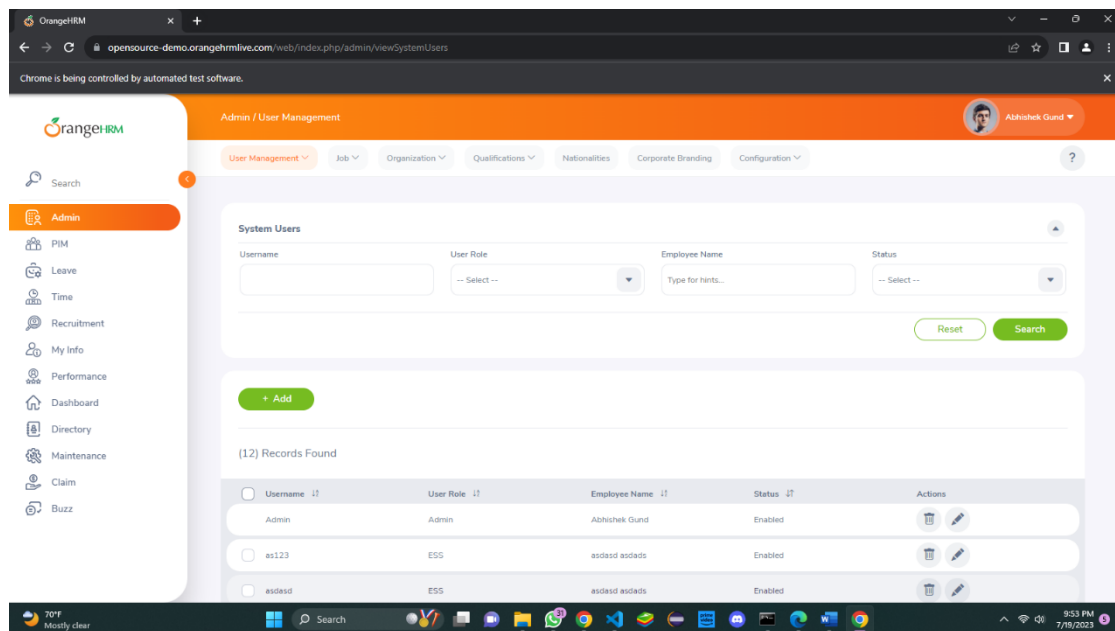 OrangeHRM
opensource-demo.orangehrmlive.com/web/index.php/admin/viewSystemUsers
Chrome is being controlled by automated test software.
OrangeHRM
Search
Admin
PIM
Leave
Time
Recruitment
My Info
Performance
Dashboard
Directory
Maintenance
Claim
Buzz
Admin / User Management
Abhishek Gund
User Management Job Organization Qualifications Nationalities Corporate Branding Configuration ?
System Users
Username User Role Employee Name Status
-- Select -- Type for hints... -- Select --
Reset Search
+ Add
(12) Records Found
Username User Role Employee Name Status Actions
Admin Admin Abhishek Gund Enabled
as123 ESS asdasd asdads Enabled
asdasd ESS asdasd asdads Enabled
70°F
Mostly clear
Search
31
9:53 PM
7/19/2023